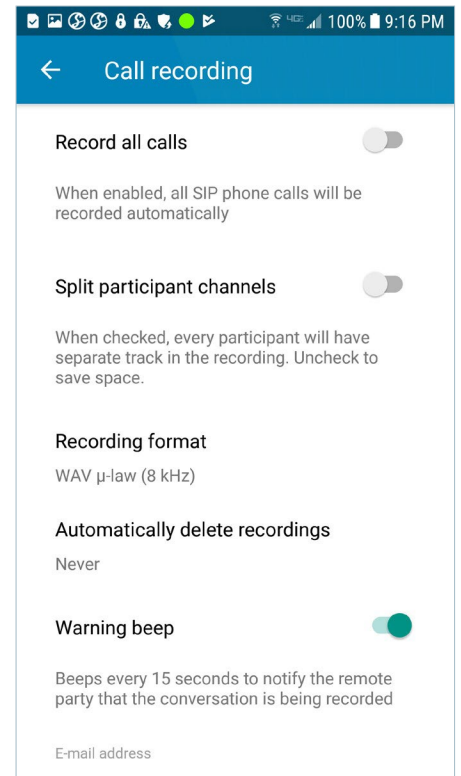 4G LTE 100% 9:16 PM
Call recording
Record all calls
When enabled, all SIP phone calls will be
recorded automatically
Split participant channels
When checked, every participant will have
separate track in the recording. Uncheck to
save space.
Recording format
WAV μ-law (8 kHz)
Automatically delete recordings
Never
Warning beep
Beeps every 15 seconds to notify the remote
party that the conversation is being recorded
E-mail address